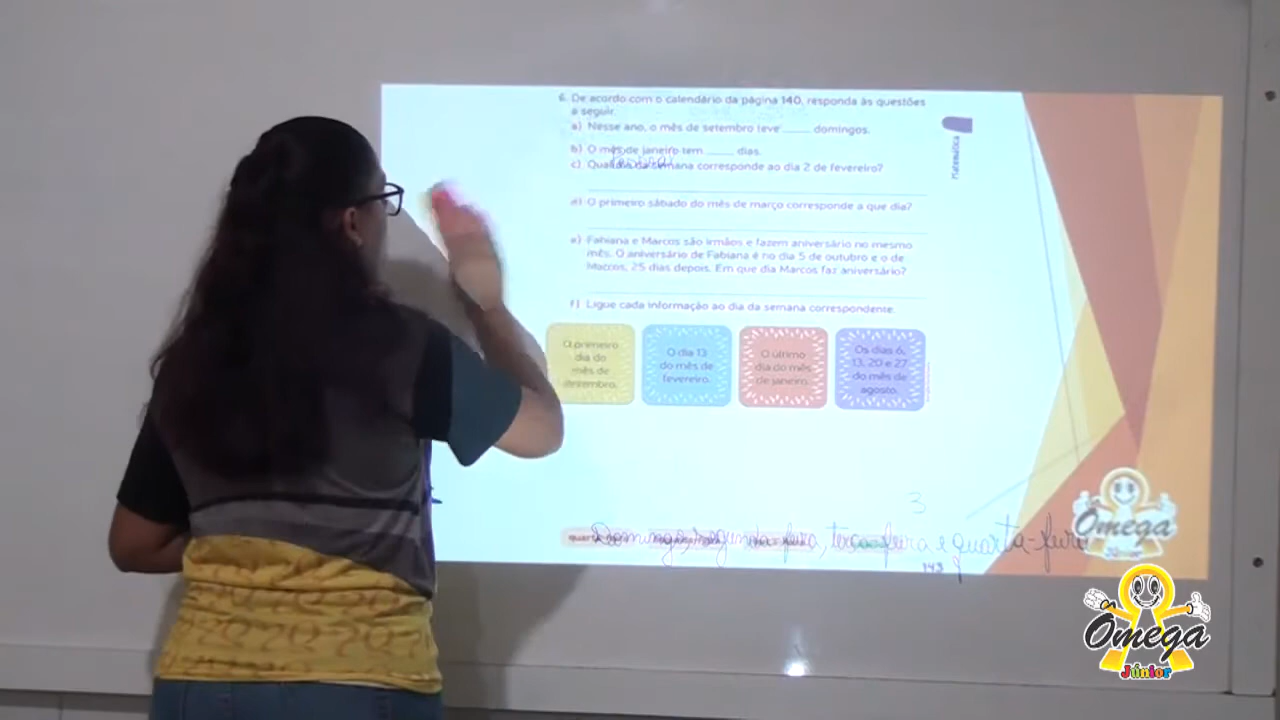 6. De acordo com o calendário da página 140, responda às questões
a seguir.
a) Nesse ano, o mês de setembro teve ____ domingos.
b) O mês de janeiro tem ____ dias.
c) Qual dia da semana corresponde ao dia 2 de fevereiro?
d) O primeiro sábado do mês de março corresponde a que dia?
e) Fabiana e Marcos são irmãos e fazem aniversário no mesmo
mês. O aniversário de Fabiana é no dia 5 de outubro e o de
Marcos, 25 dias depois. Em que dia Marcos faz aniversário?
f) Ligue cada informação ao dia da semana correspondente.
Matemática
O primeiro
dia do
mês de
dezembro.
O dia 13
do mês de
fevereiro.
O último
dia do mês
de janeiro.
Os dias 6,
13, 20 e 27
do mês de
agosto.
3
Domingo, segunda-feira, terça-feira e quarta-feira
143
Omega
Júnior
Omega
Júnior